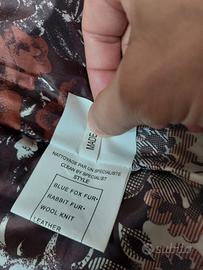 MADE
NETTOYAGE PAR UN SPECIALISTE
CLEAN BY SPECIALIST
STYLE
BLUE FOX FUR*
RABBIT FUR*
WOOL KNIT
LEATHER